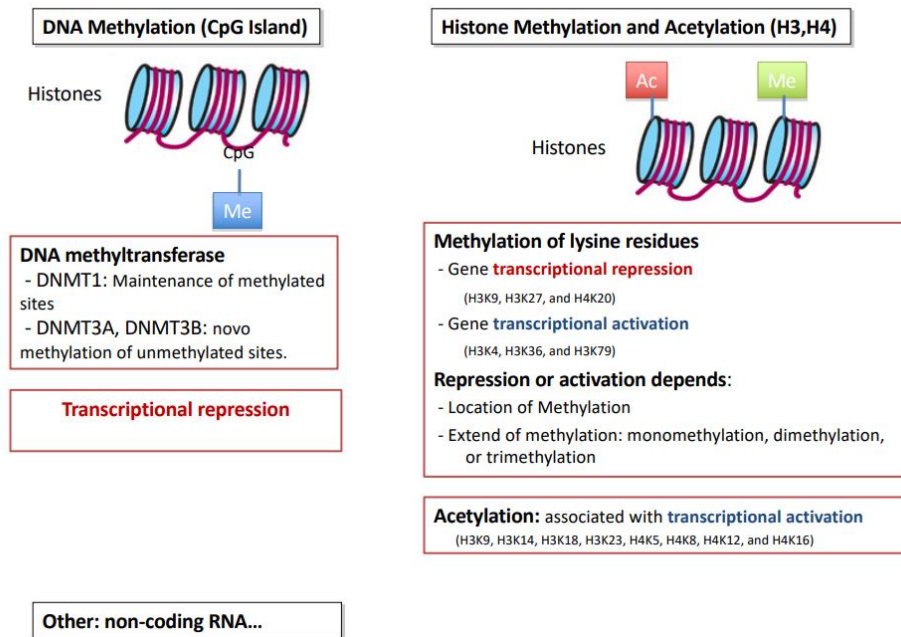 DNA Methylation (CpG Island)
Histones
CpG
Me
DNA methyltransferase
- DNMT1: Maintenance of methylated
sites
- DNMT3A, DNMT3B: novo
methylation of unmethylated sites.
Transcriptional repression
Histone Methylation and Acetylation (H3,H4)
Ac
Me
Histones
Methylation of lysine residues
- Gene transcriptional repression
(H3K9, H3K27, and H4K20)
- Gene transcriptional activation
(H3K4, H3K36, and H3K79)
Repression or activation depends:
- Location of Methylation
- Extend of methylation: monomethylation, dimethylation,
or trimethylation
Acetylation: associated with transcriptional activation
(H3K9, H3K14, H3K18, H3K23, H4K5, H4K8, H4K12, and H4K16)
Other: non-coding RNA...